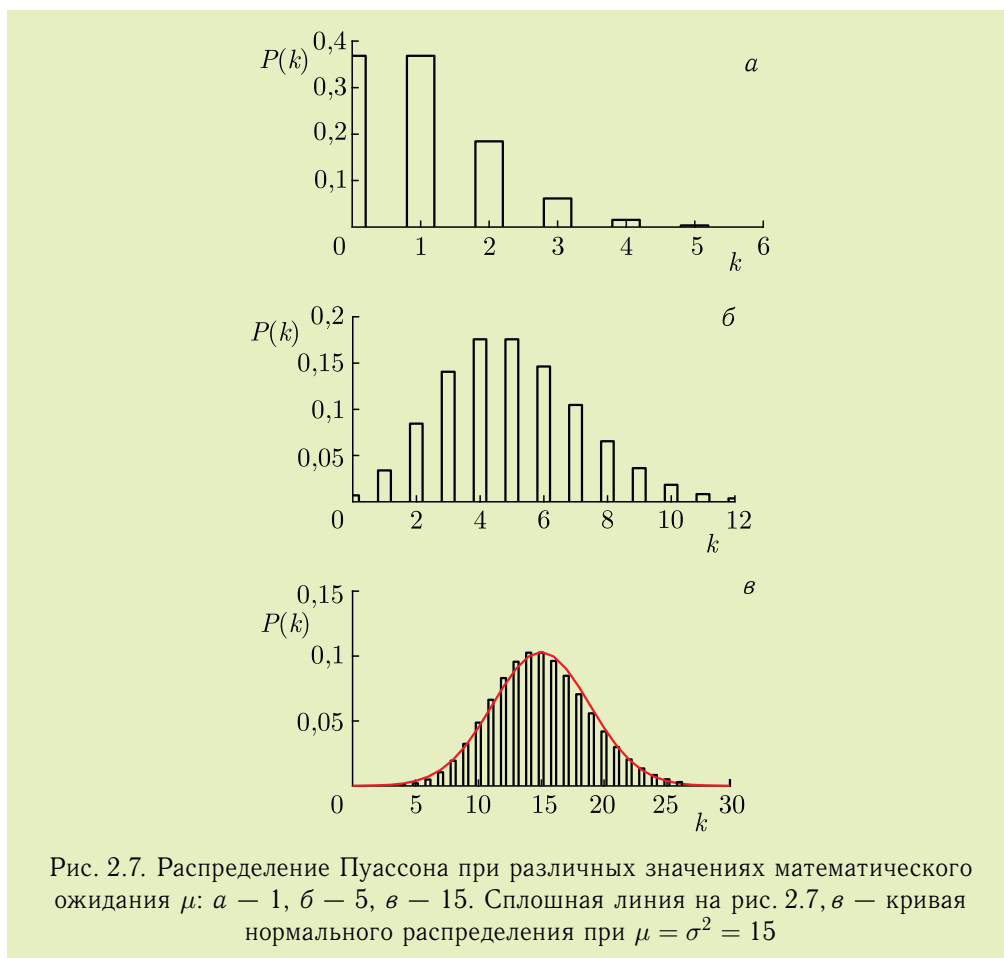 0,4
P(k)
а
0,3
0,2
0,1
0 1 2 3 4 5 6
k
0,2
P(k)
б
0,15
0,1
0,05
0 2 4 6 8 10 12
k
0,15
P(k)
в
0,1
0,05
0 5 10 15 20 25 30
k
Рис. 2.7. Распределение Пуассона при различных значениях математического
ожидания μ: а — 1, б — 5, в — 15. Сплошная линия на рис. 2.7, в — кривая
нормального распределения при μ = σ² = 15